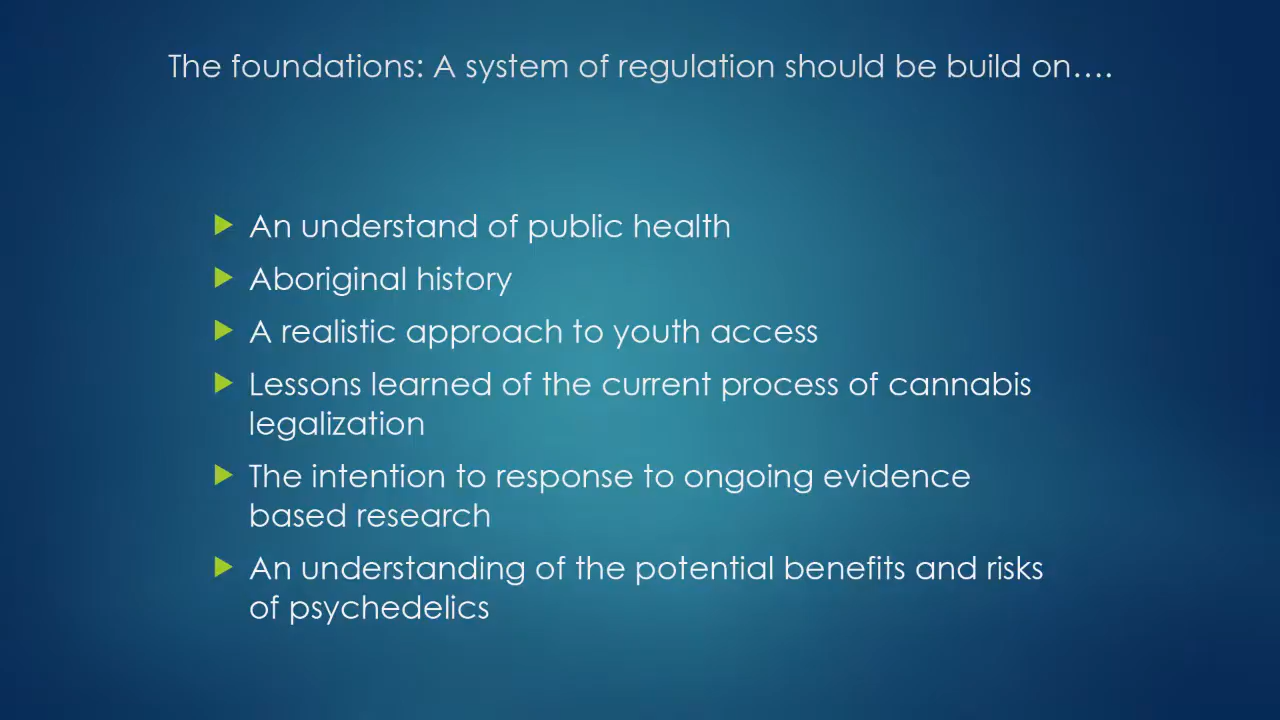 The foundations: A system of regulation should be build on....
An understand of public health
Aboriginal history
A realistic approach to youth access
Lessons learned of the current process of cannabis
legalization
The intention to response to ongoing evidence
based research
An understanding of the potential benefits and risks
of psychedelics